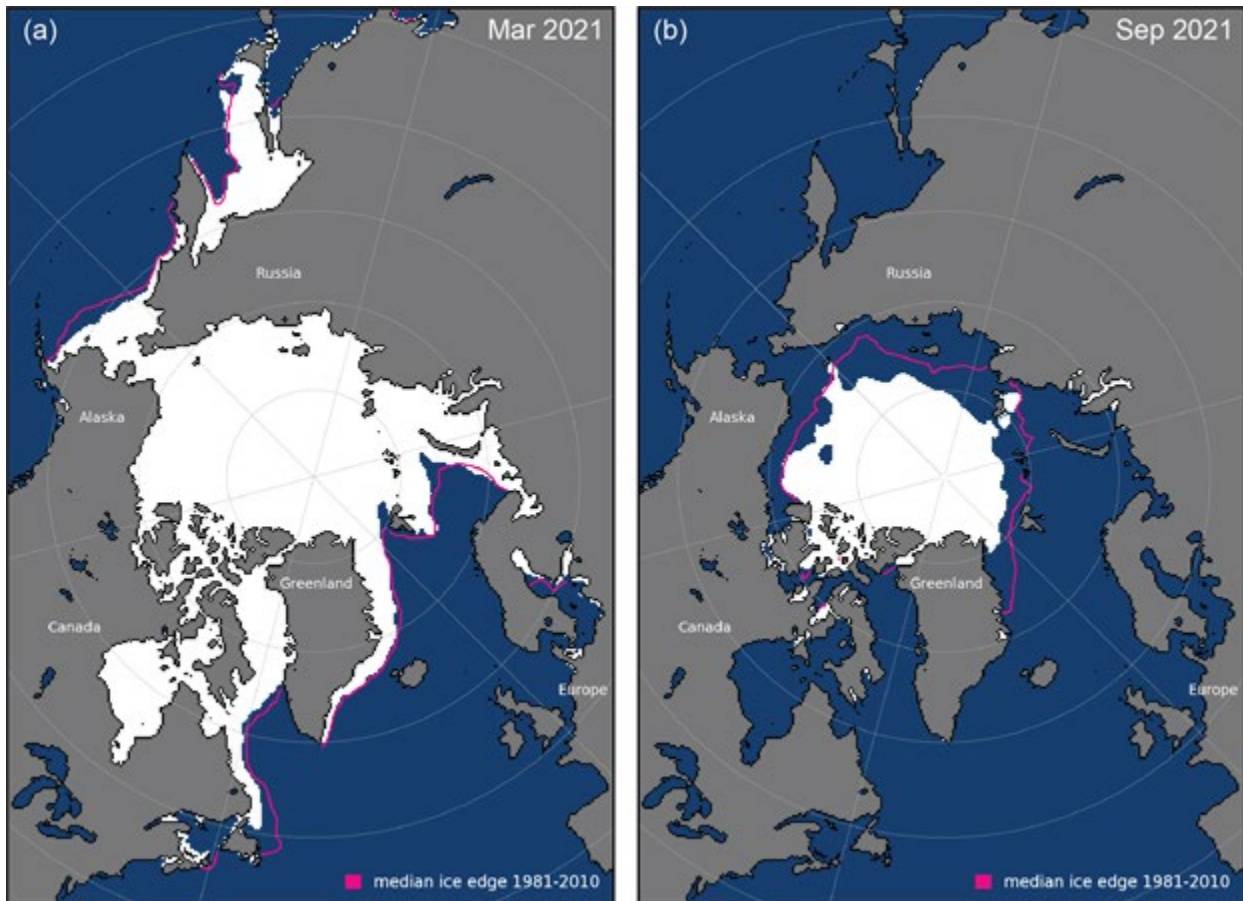 (a)
Mar 2021
Russia
Alaska
Greenland
Canada
Europe
median ice edge 1981-2010
(b)
Sep 2021
Russia
Alaska
Greenland
Canada
Europe
median ice edge 1981-2010